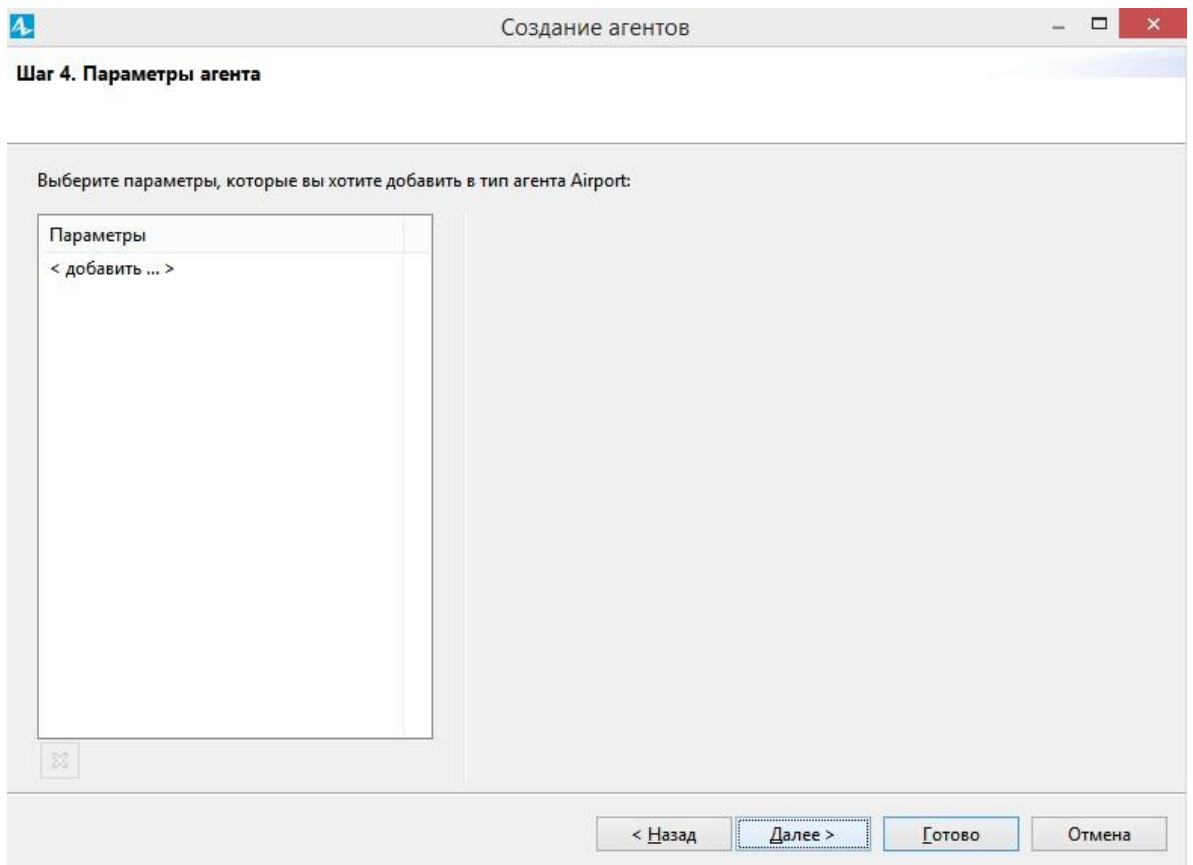 Создание агентов
Шаг 4. Параметры агента
Выберите параметры, которые вы хотите добавить в тип агента Airport:
Параметры
< добавить ... >
< Назад
Далее >
Готово
Отмена